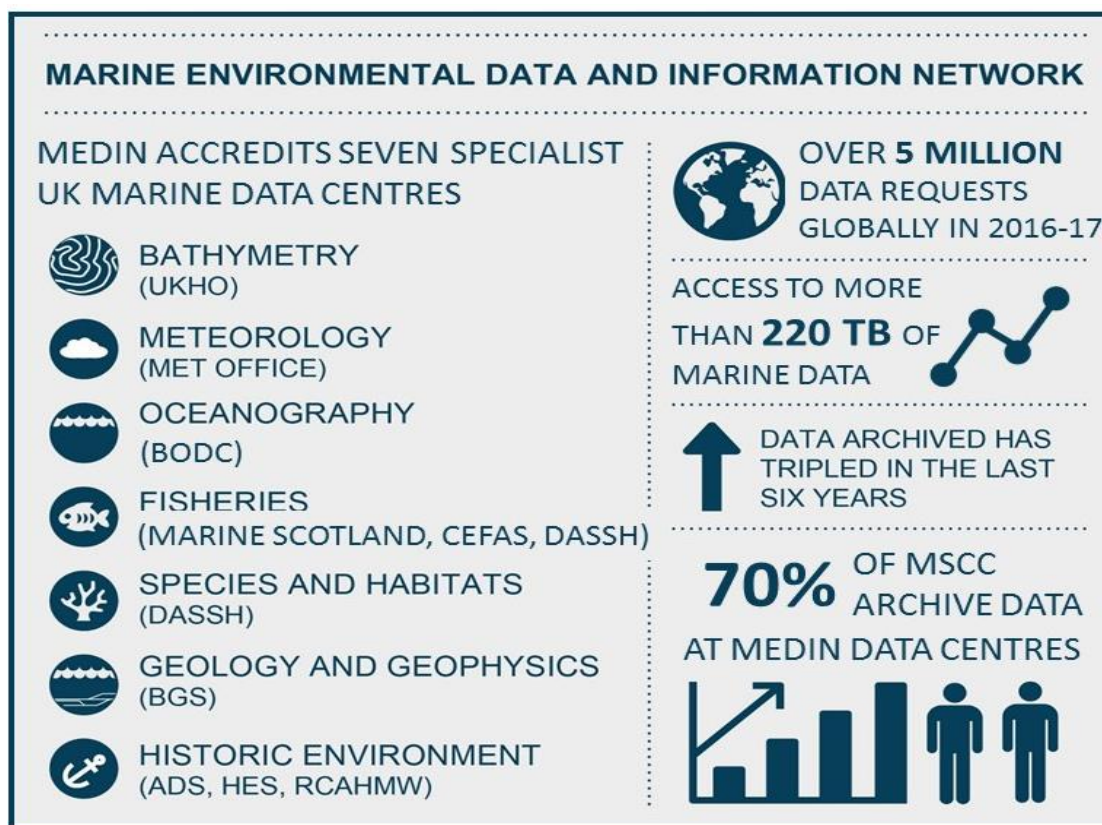 MARINE ENVIRONMENTAL DATA AND INFORMATION NETWORK
MEDIN ACCREDITS SEVEN SPECIALIST
UK MARINE DATA CENTRES
BATHYMETRY
(UKHO)
METEOROLOGY
(MET OFFICE)
OCEANOGRAPHY
(BODC)
FISHERIES
(MARINE SCOTLAND, CEFAS, DASSH)
SPECIES AND HABITATS
(DASSH)
GEOLOGY AND GEOPHYSICS
(BGS)
HISTORIC ENVIRONMENT
(ADS, HES, RCAHMW)
OVER 5 MILLION
DATA REQUESTS
GLOBALLY IN 2016-17
ACCESS TO MORE
THAN 220 TB OF
MARINE DATA
DATA ARCHIVED HAS
TRIPLED IN THE LAST
SIX YEARS
70% OF MSCC
ARCHIVE DATA
AT MEDIN DATA CENTRES